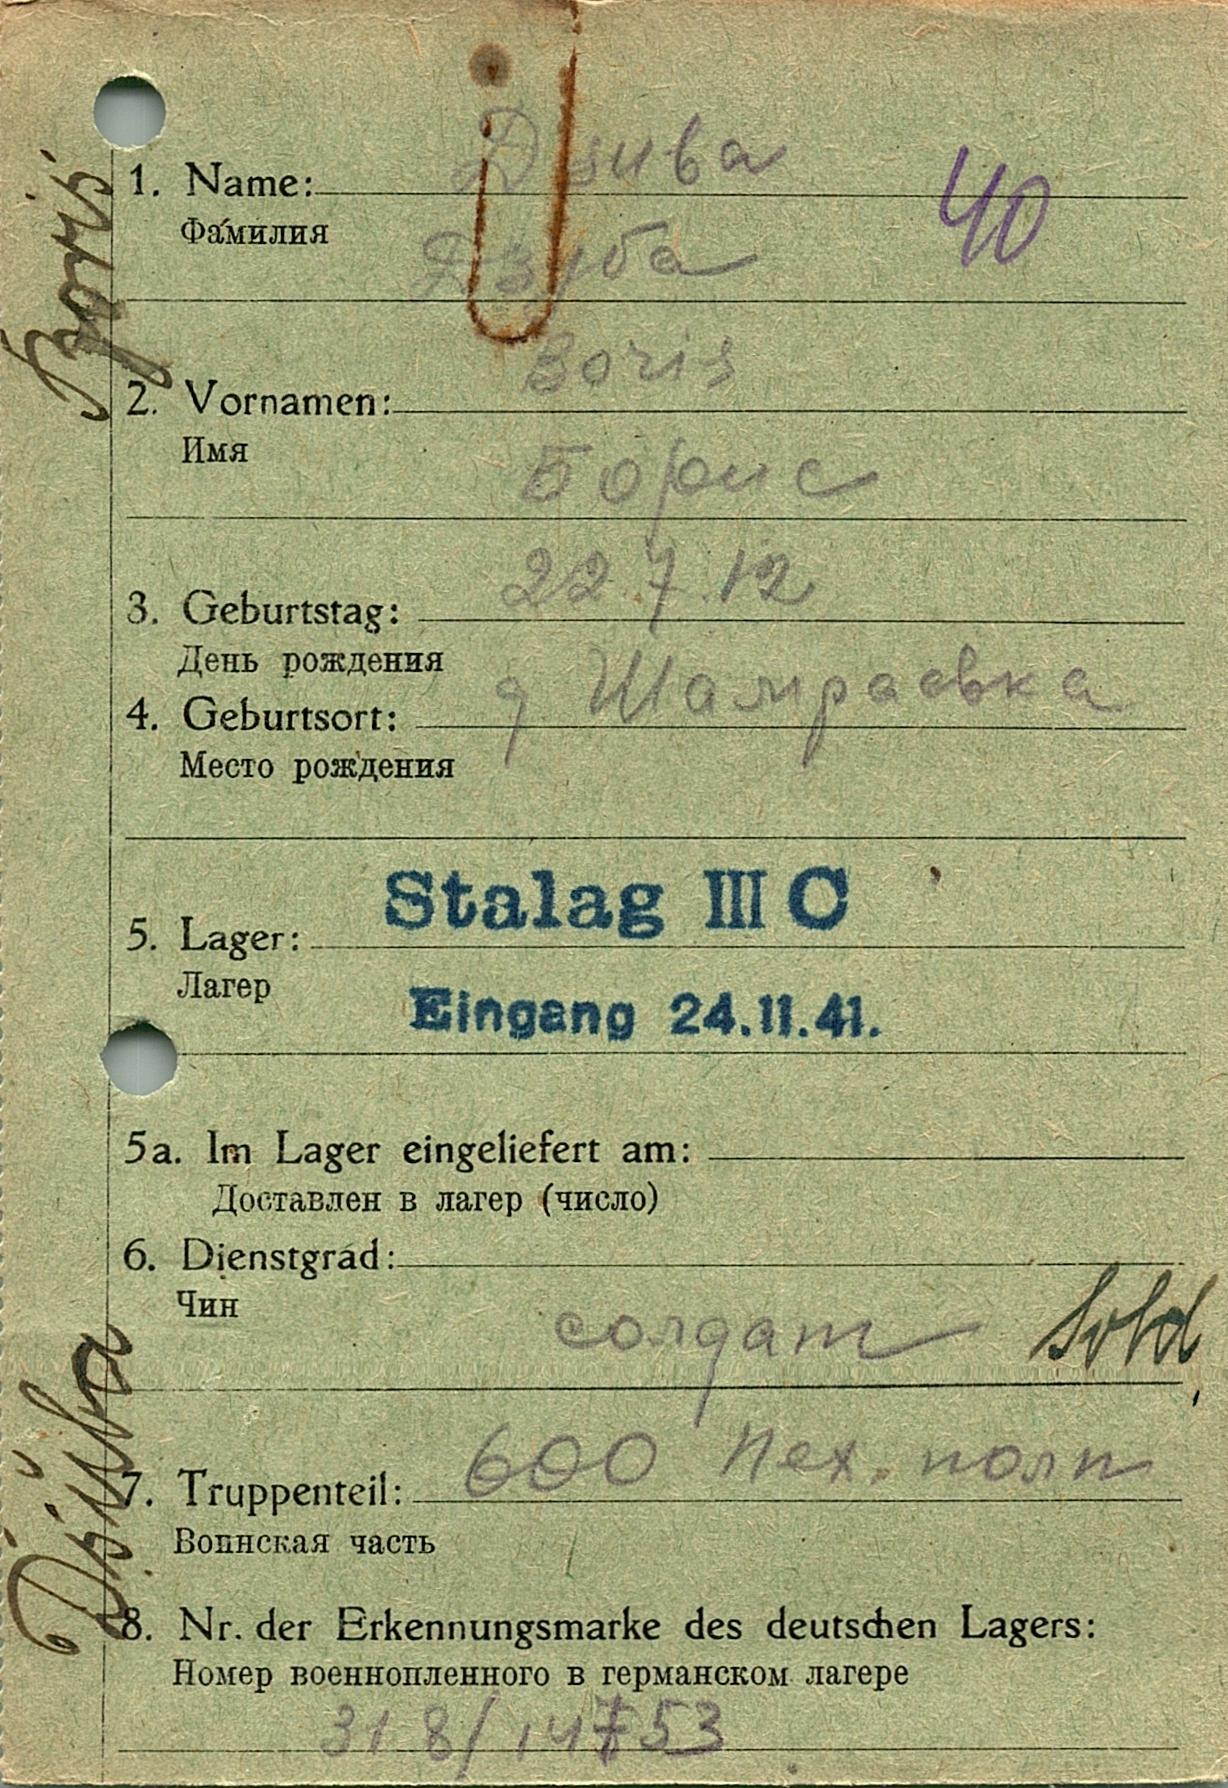 1. Name: Дзива
40
Фамилия
Дзуба
Boris
2. Vornamen:
Имя
Борис
22.7.12
3. Geburtstag:
День рождения
д Шамраевка
4. Geburtsort:
Место рождения
Stalag III C
5. Lager:
Лагер
Eingang 24.11.41.
5a. Im Lager eingeliefert am:
Доставлен в лагер (число)
6. Dienstgrad:
Чин
солдат
Sold,
7. Truppenteil: 600 пех. полк
Воинская часть
8. Nr. der Erkennungsmarke des deutschen Lagers:
Номер военнопленного в германском лагере
318/14753
Boris